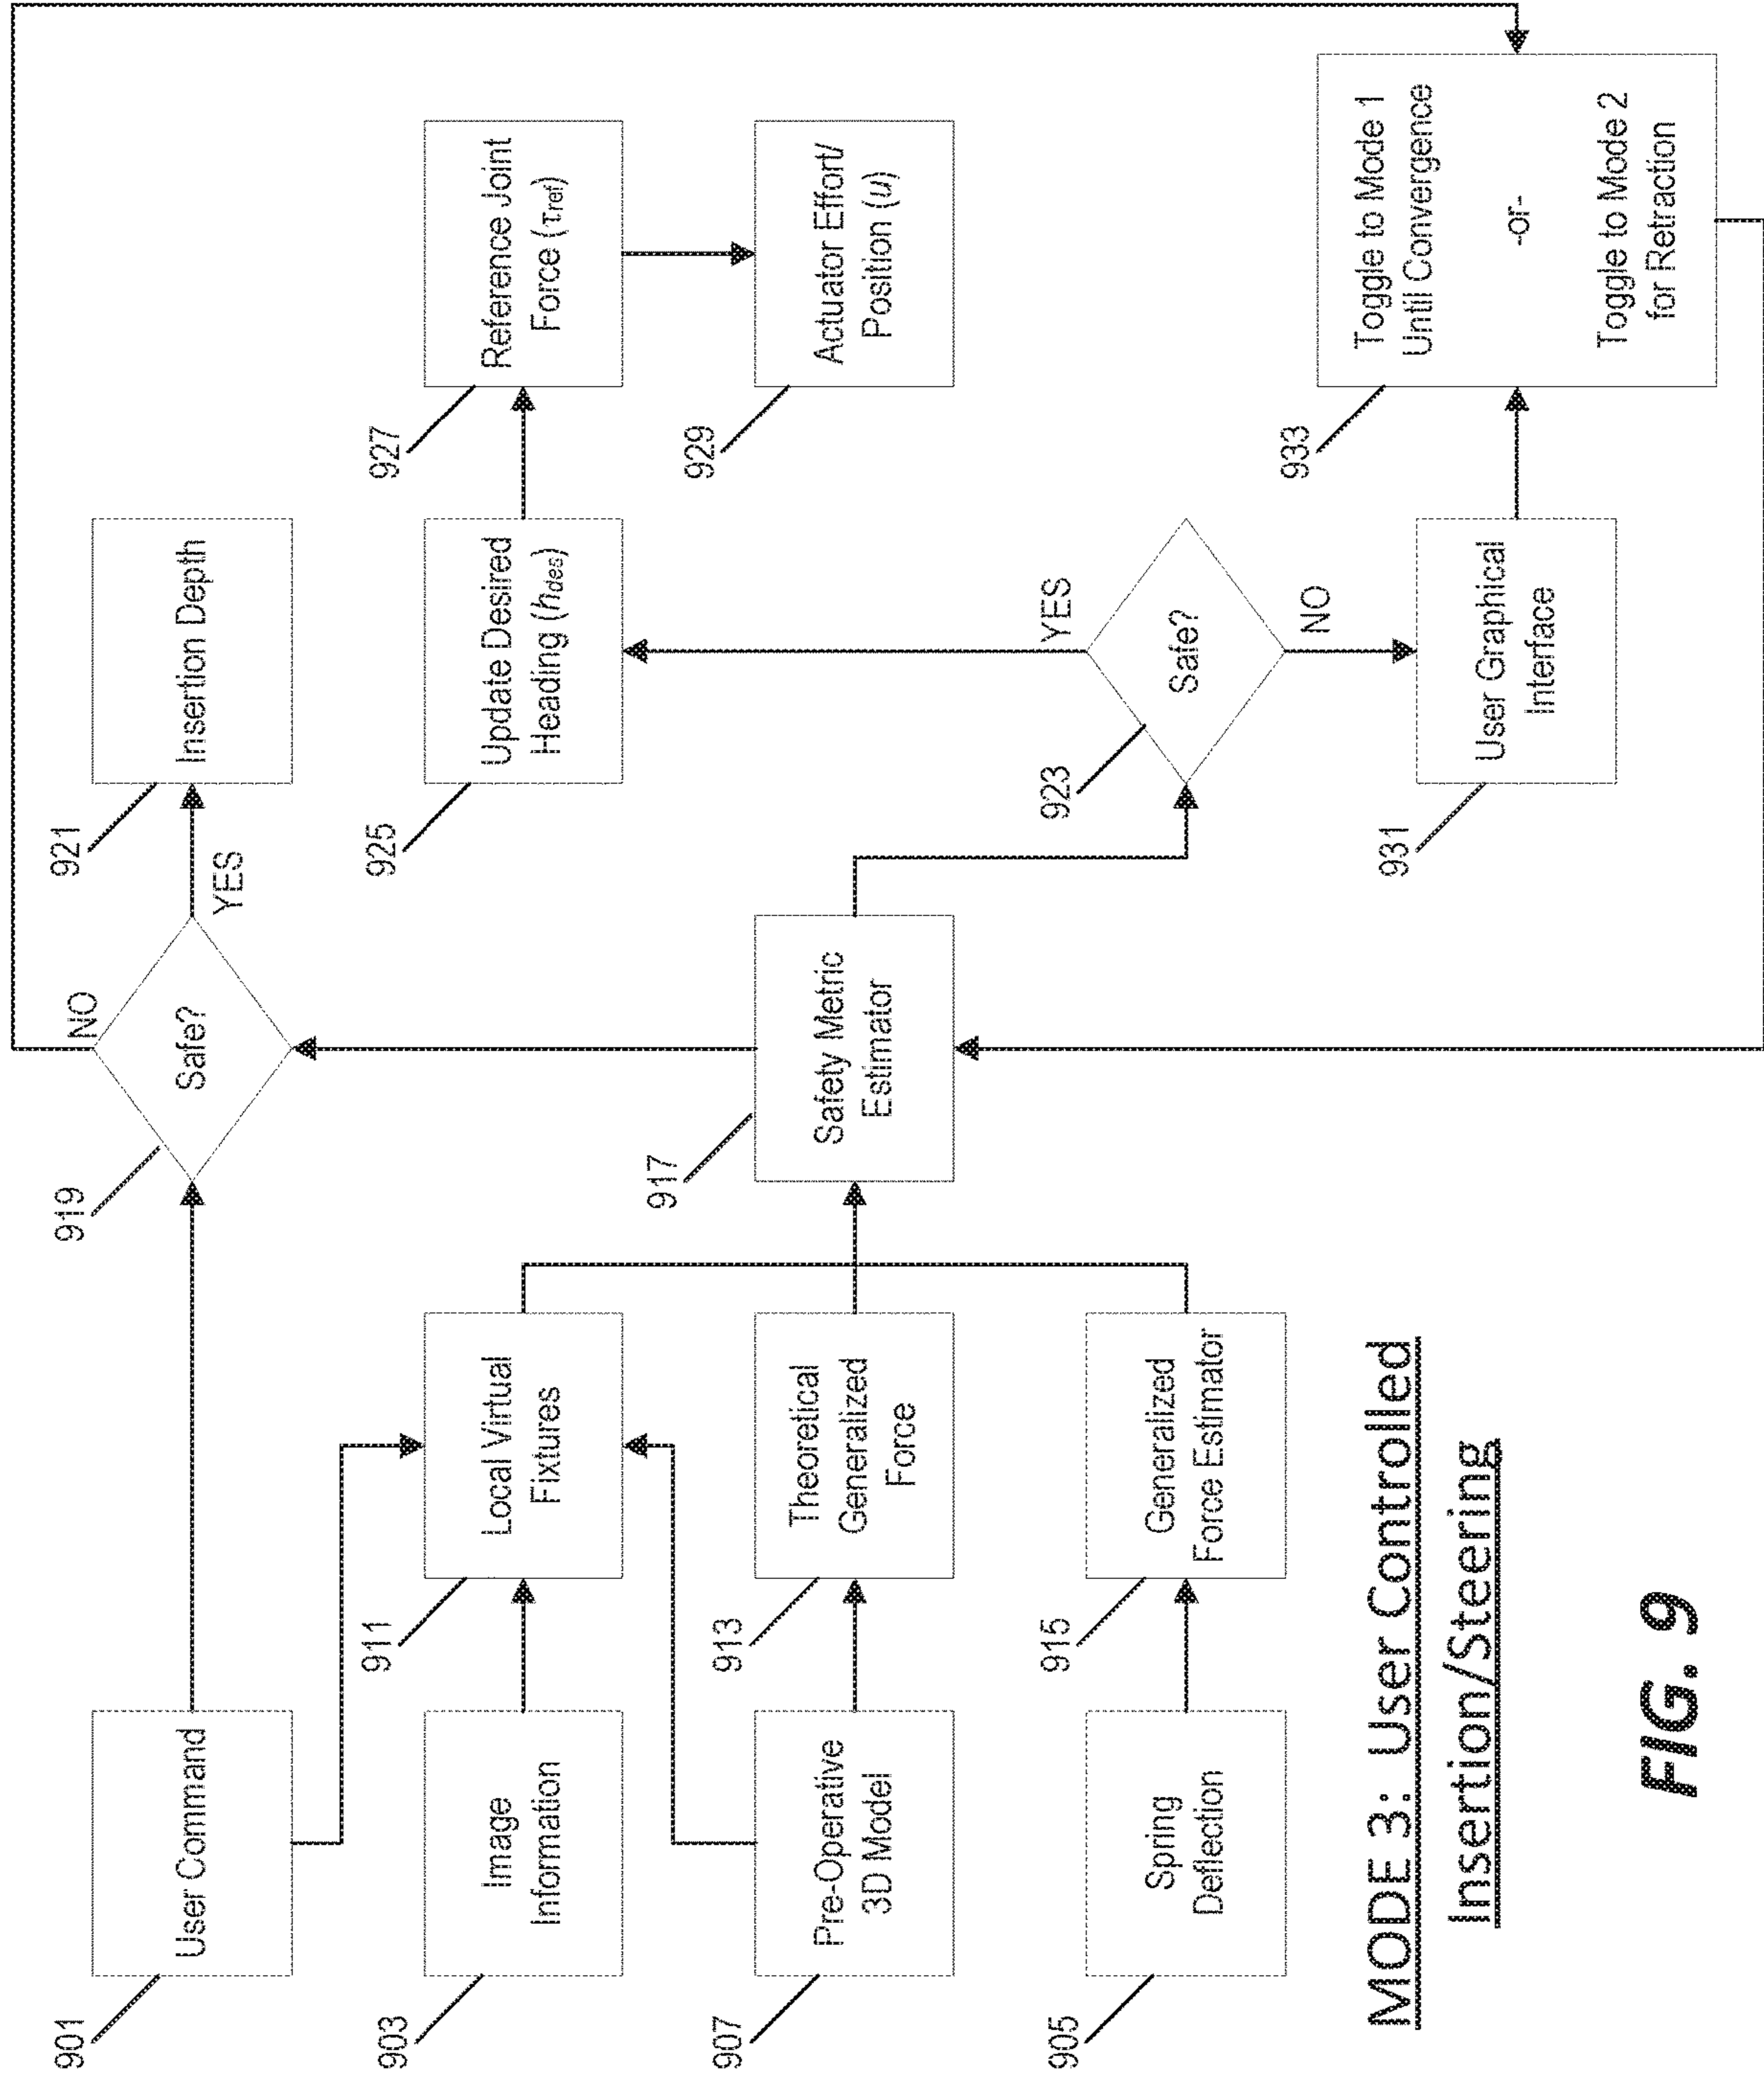 901
User Command
903
Image
Information
907
Pre-Operative
3D Model
905
Spring
Deflection
911
Local Virtual
Fixtures
913
Theoretical
Generalized
Force
915
Generalized
Force Estimator
919
Safe?
NO
YES
917
Safety Metric
Estimator
921
Insertion Depth
925
Update Desired
Heading (hdes)
923
Safe?
YES
NO
931
User Graphical
Interface
927
Reference Joint
Force (τref)
929
Actuator Effort/
Position (u)
933
Toggle to Mode 1
Until Convergence
-or-
Toggle to Mode 2
for Retraction
MODE 3: User Controlled
Insertion/Steering
FIG. 9